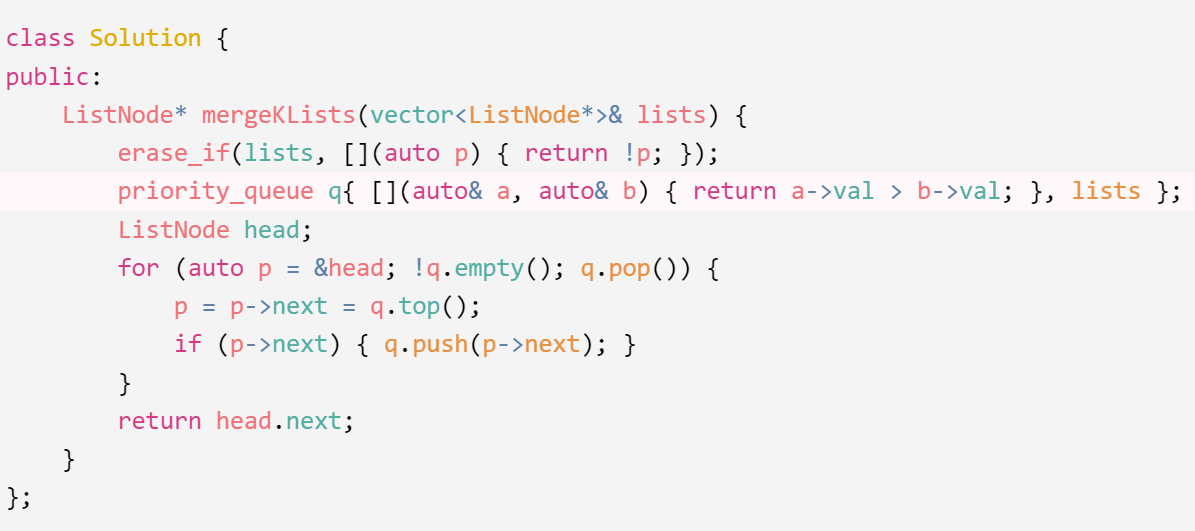 class Solution {
public:
    ListNode* mergeKLists(vector<ListNode*>& lists) {
        erase_if(lists, [](auto p) { return !p; });
        priority_queue q{ [](auto& a, auto& b) { return a->val > b->val; }, lists };
        ListNode head;
        for (auto p = &head; !q.empty(); q.pop()) {
            p = p->next = q.top();
            if (p->next) { q.push(p->next); }
        }
        return head.next;
    }
};